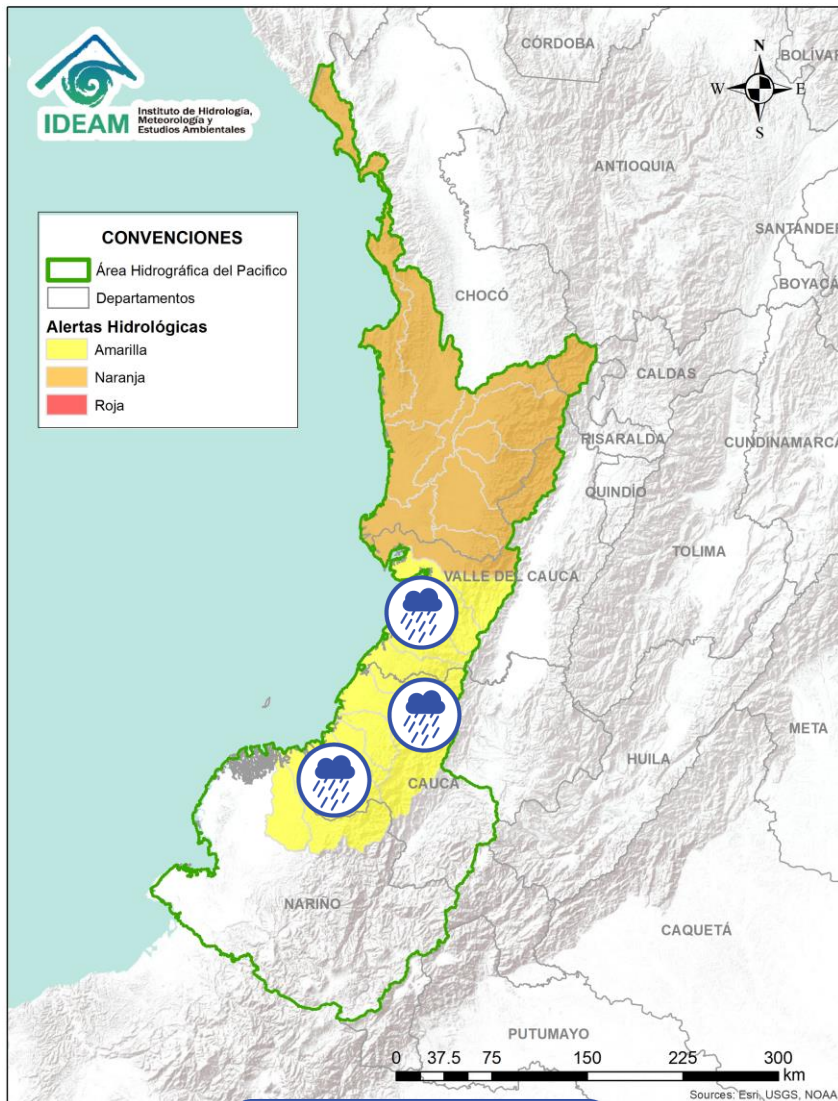 IDEAM
Instituto de Hidrología,
Meteorología y
Estudios Ambientales
N
W E
S
CÓRDOBA
BOLÍVAR
ANTIOQUIA
SANTANDER
BOYACÁ
CONVENCIONES
Área Hidrográfica del Pacifico
Departamentos
Alertas Hidrológicas
Amarilla
Naranja
Roja
CHOCÓ
CALDAS
RISARALDA
CUNDINAMARCA
QUINDÍO
TOLIMA
VALLE DEL CAUCA
META
HUILA
CAUCA
NARIÑO
CAQUETÁ
PUTUMAYO
0 37.5 75 150 225 300
km
Sources: Esri, USGS, NOAA